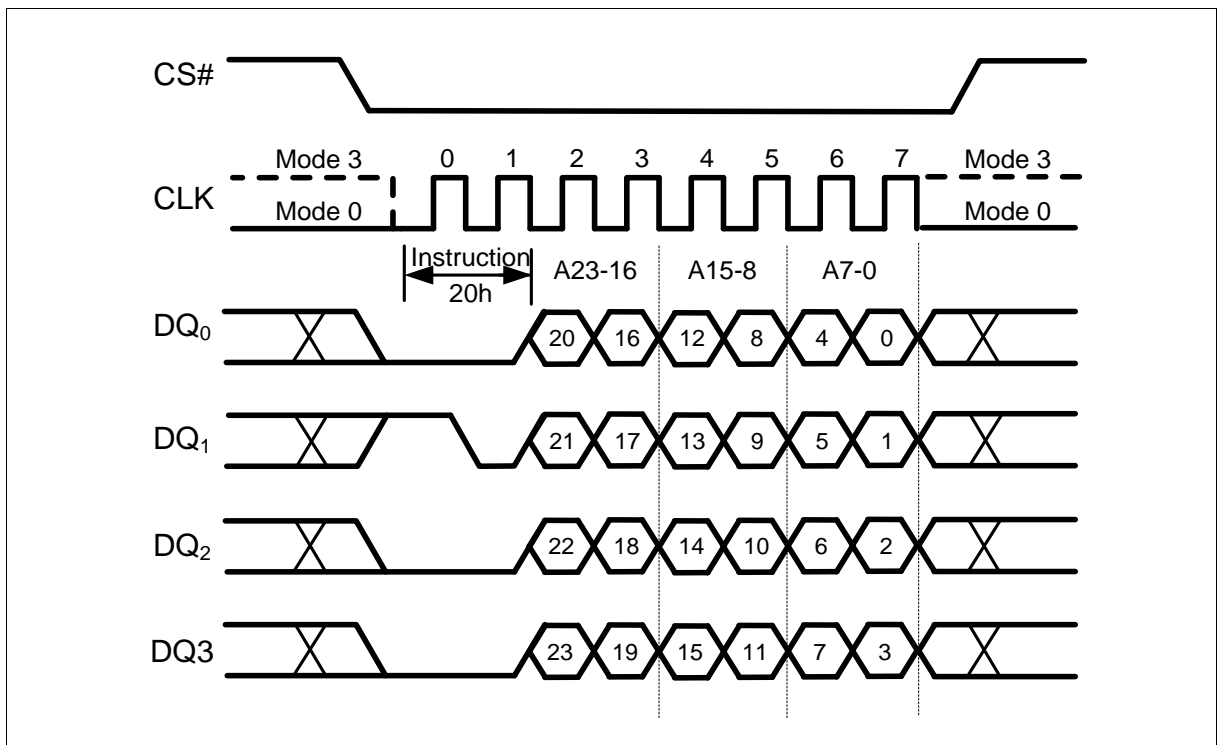 CS#
Mode 3 0 1 2 3 4 5 6 7 Mode 3
CLK
Mode 0 Mode 0
Instruction A23-16 A15-8 A7-0
20h
DQ0 20 16 12 8 4 0
DQ1 21 17 13 9 5 1
DQ2 22 18 14 10 6 2
DQ3 23 19 15 11 7 3